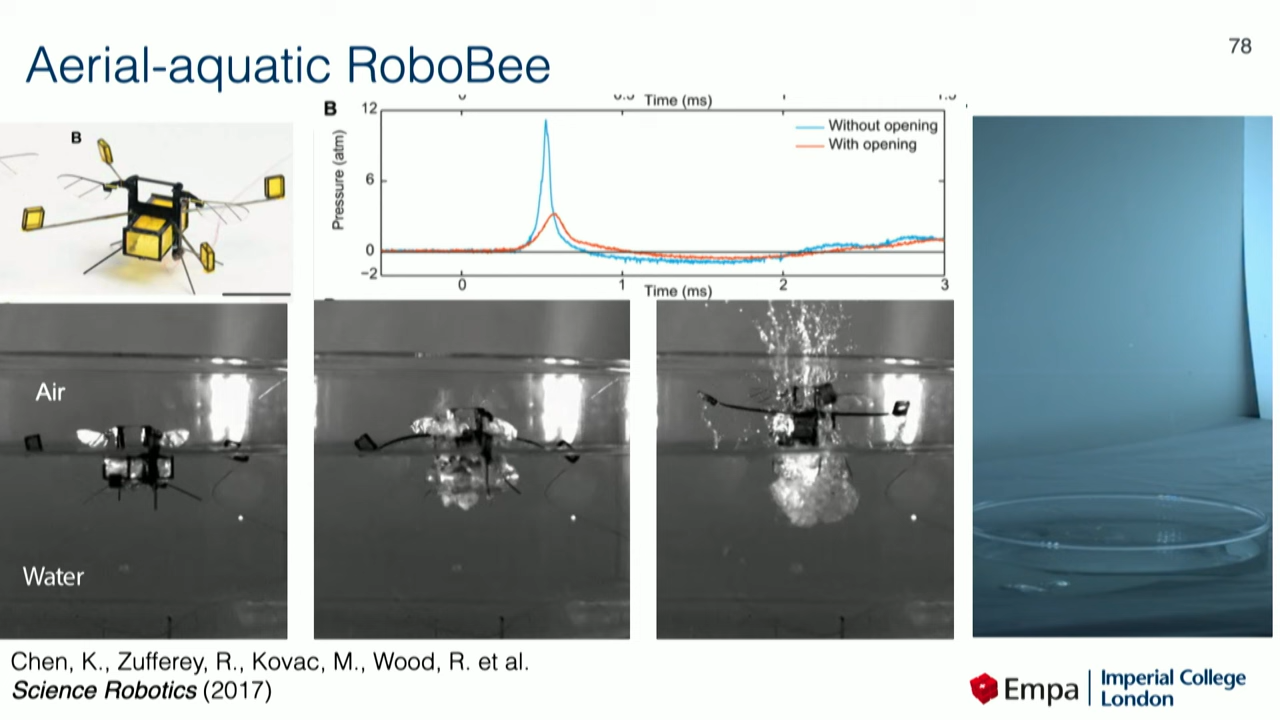 Aerial-aquatic RoboBee
78
B
B
Time (ms)
12
6
0
−2
Pressure (atm)
Without opening
With opening
0
1
2
3
Time (ms)
Air
Water
Chen, K., Zufferey, R., Kovac, M., Wood, R. et al.
Science Robotics (2017)
Empa
Imperial College
London